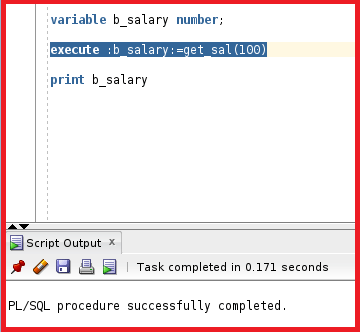 variable b_salary number;
execute :b_salary:=get_sal(100)
print b_salary
Script Output x
Task completed in 0.171 seconds
PL/SQL procedure successfully completed.